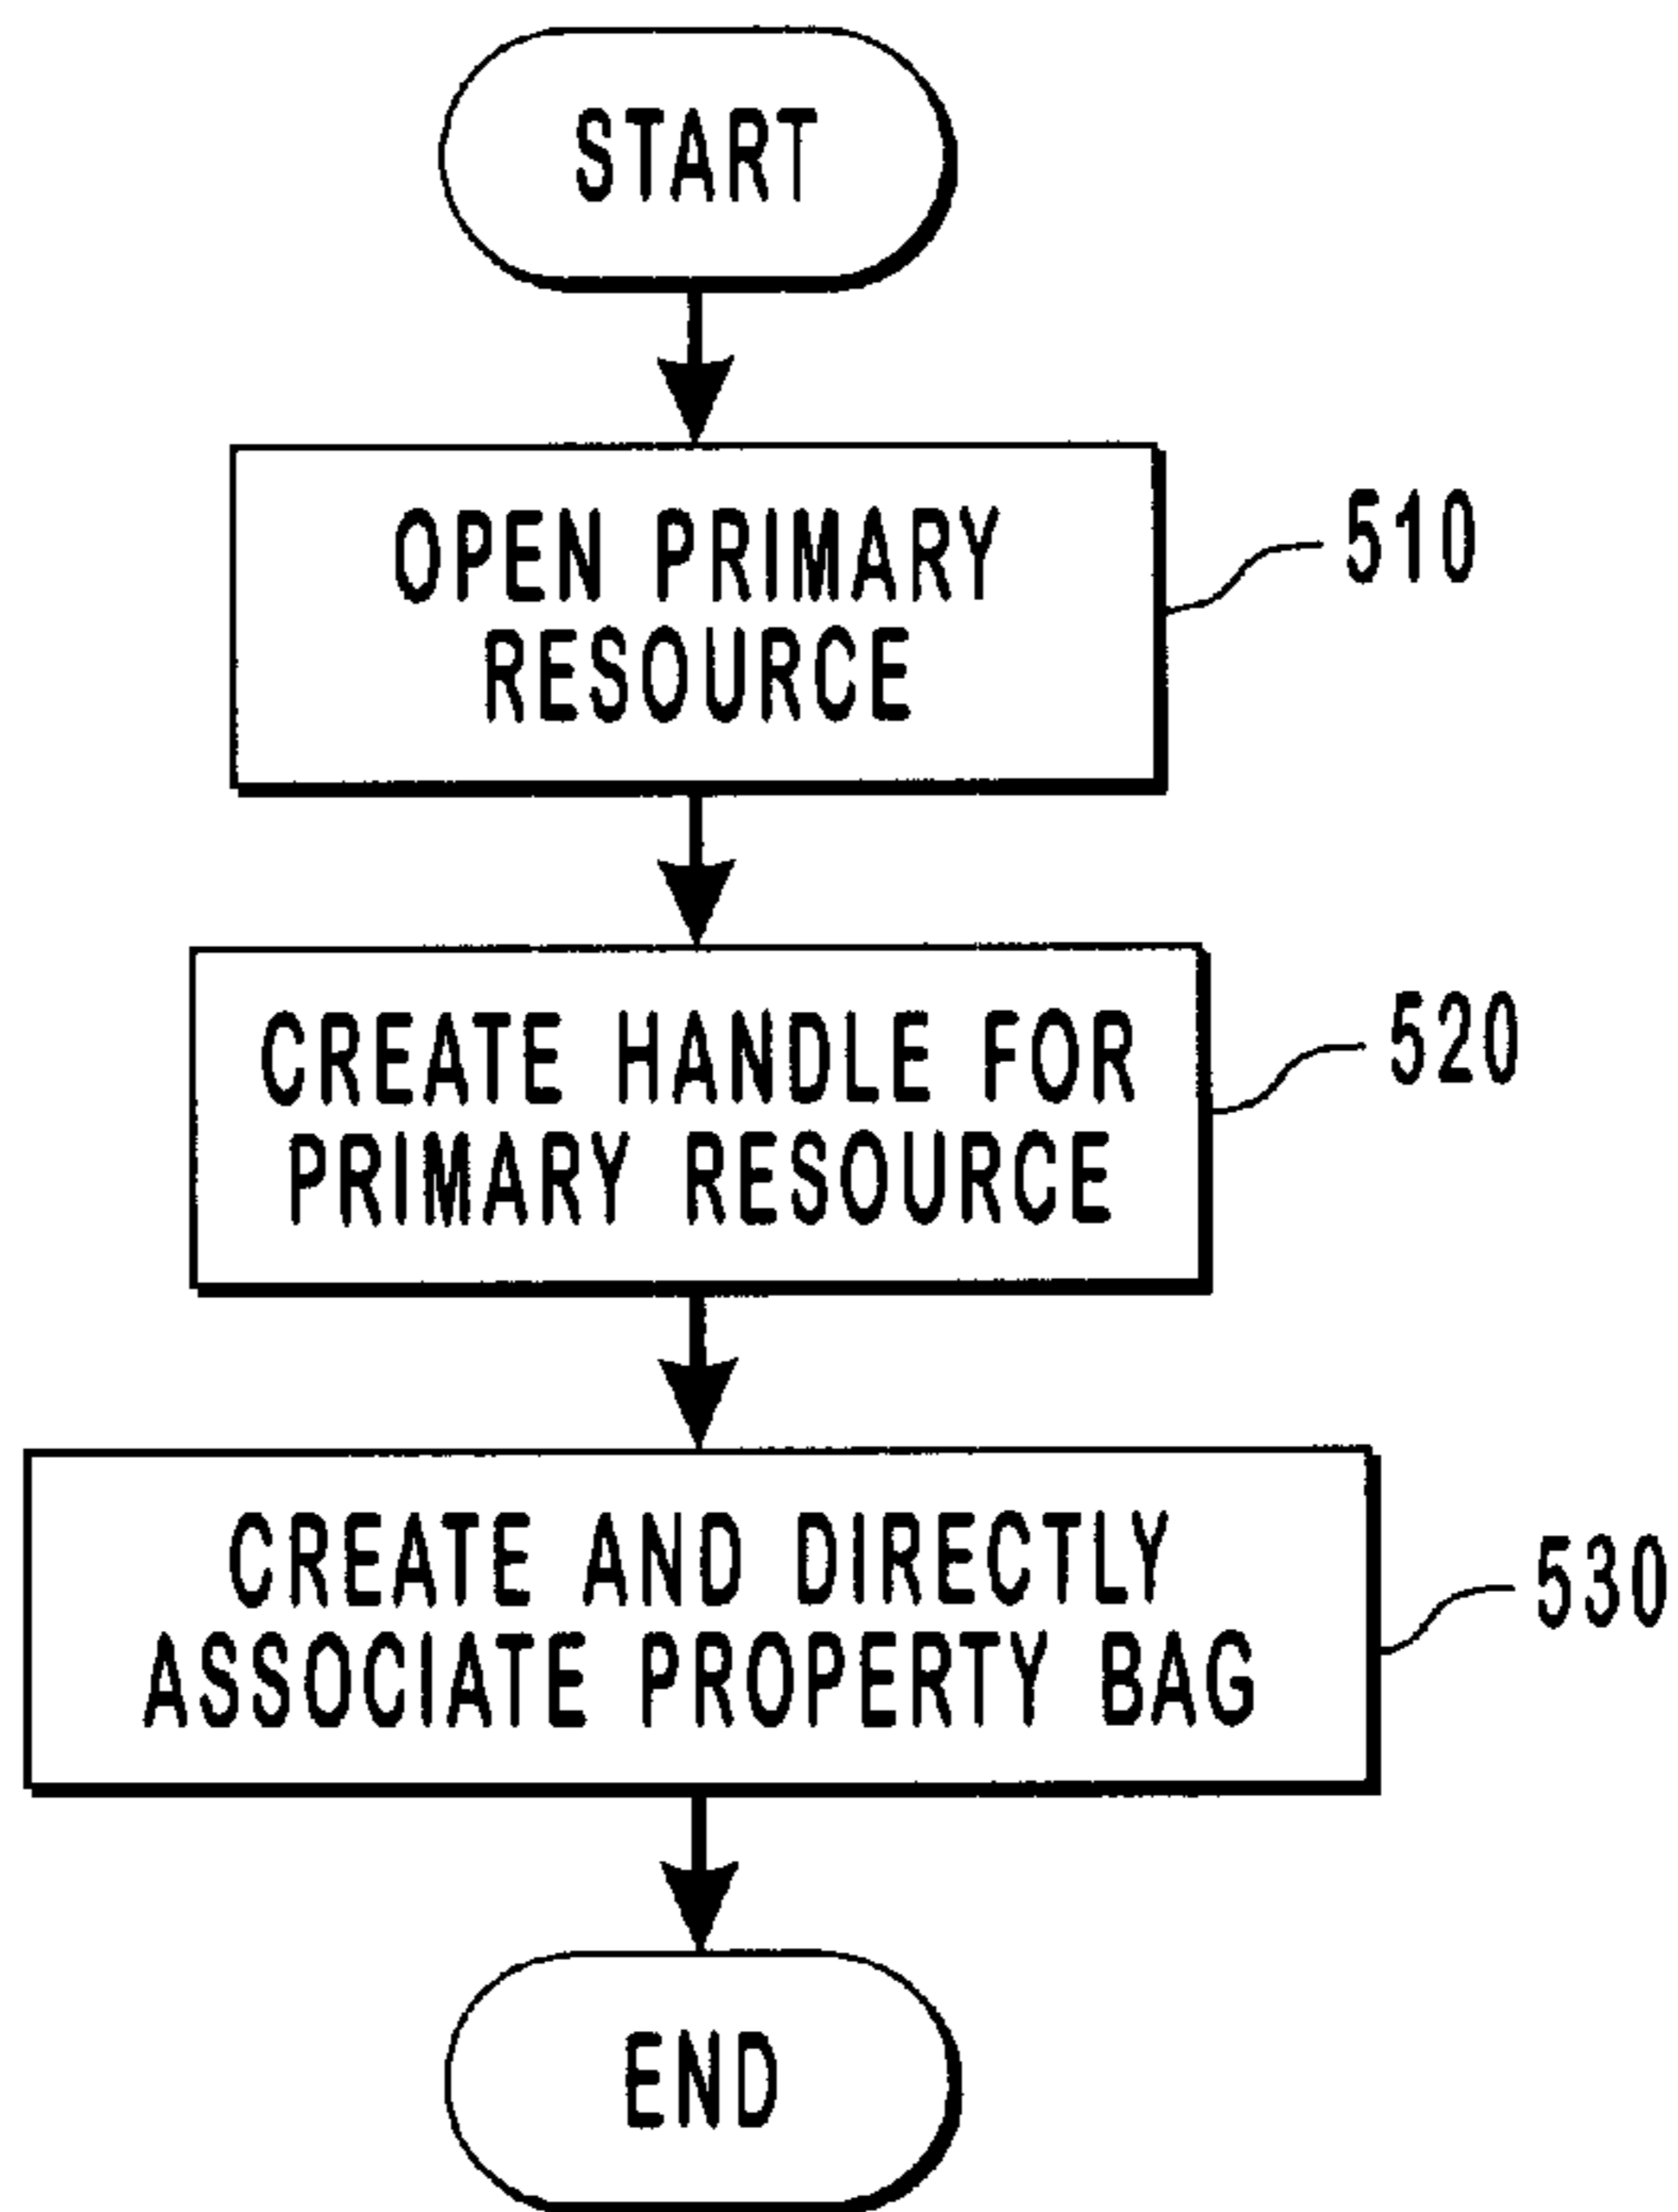 START
OPEN PRIMARY
RESOURCE
510
CREATE HANDLE FOR
PRIMARY RESOURCE
520
CREATE AND DIRECTLY
ASSOCIATE PROPERTY BAG
530
END